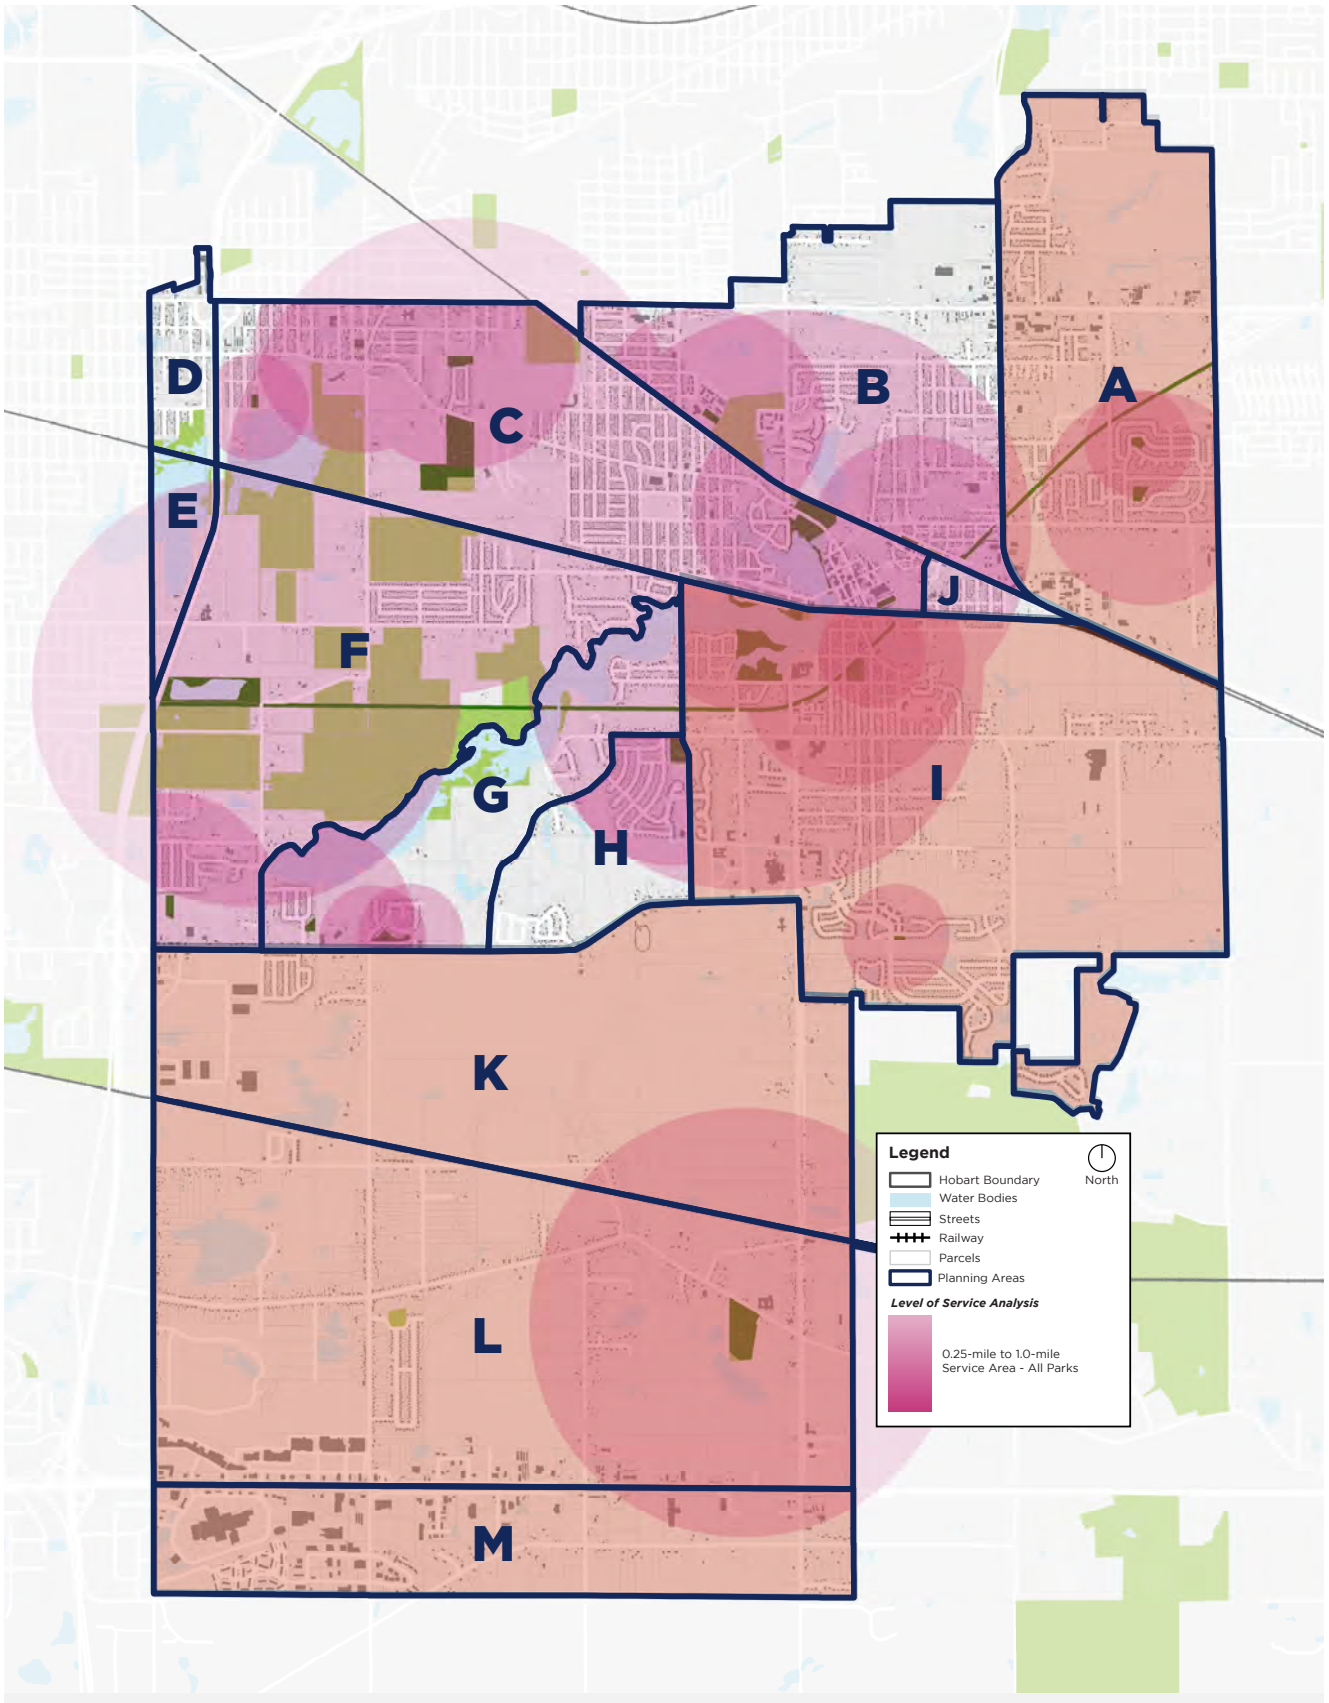 A
D
B
C
E
J
F
I
G
H
K
Legend
North
Hobart Boundary
Water Bodies
Streets
Railway
Parcels
Planning Areas
Level of Service Analysis
0.25-mile to 1.0-mile
Service Area - All Parks
L
M